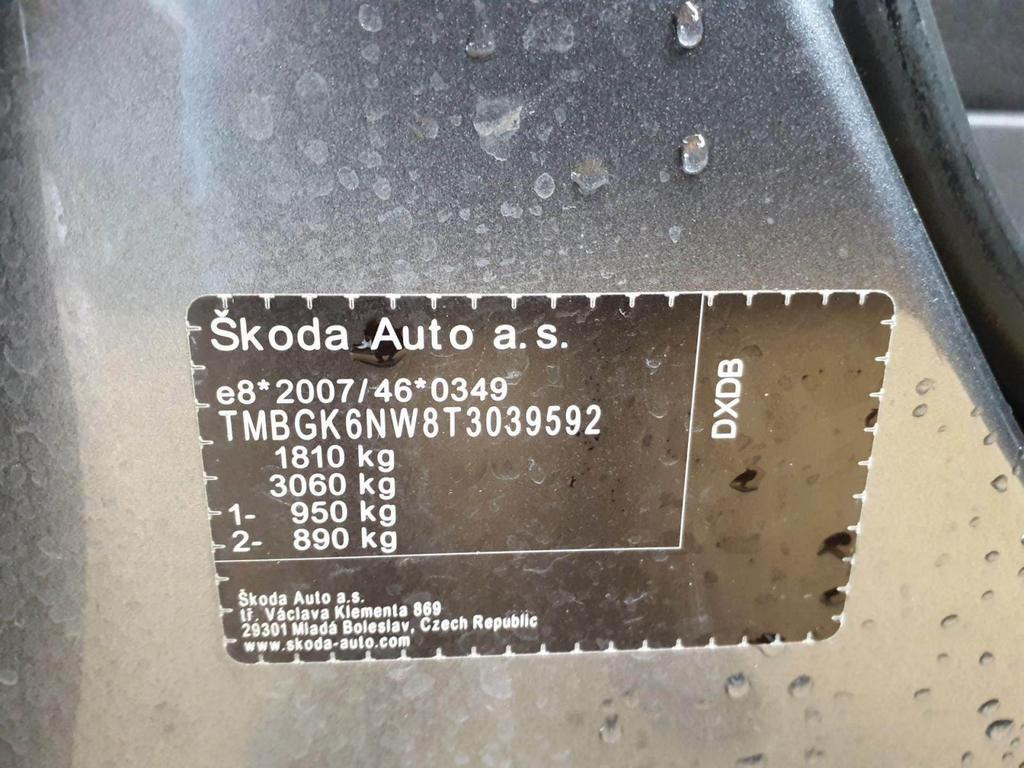 Škoda Auto a.s.
e8*2007/46*0349
TMBGK6NW8T3039592
1810 kg
3060 kg
1- 950 kg
2- 890 kg
DXDB
Škoda Auto a.s.
tř. Václava Klementa 869
29301 Mladá Boleslav, Czech Republic
www.skoda-auto.com